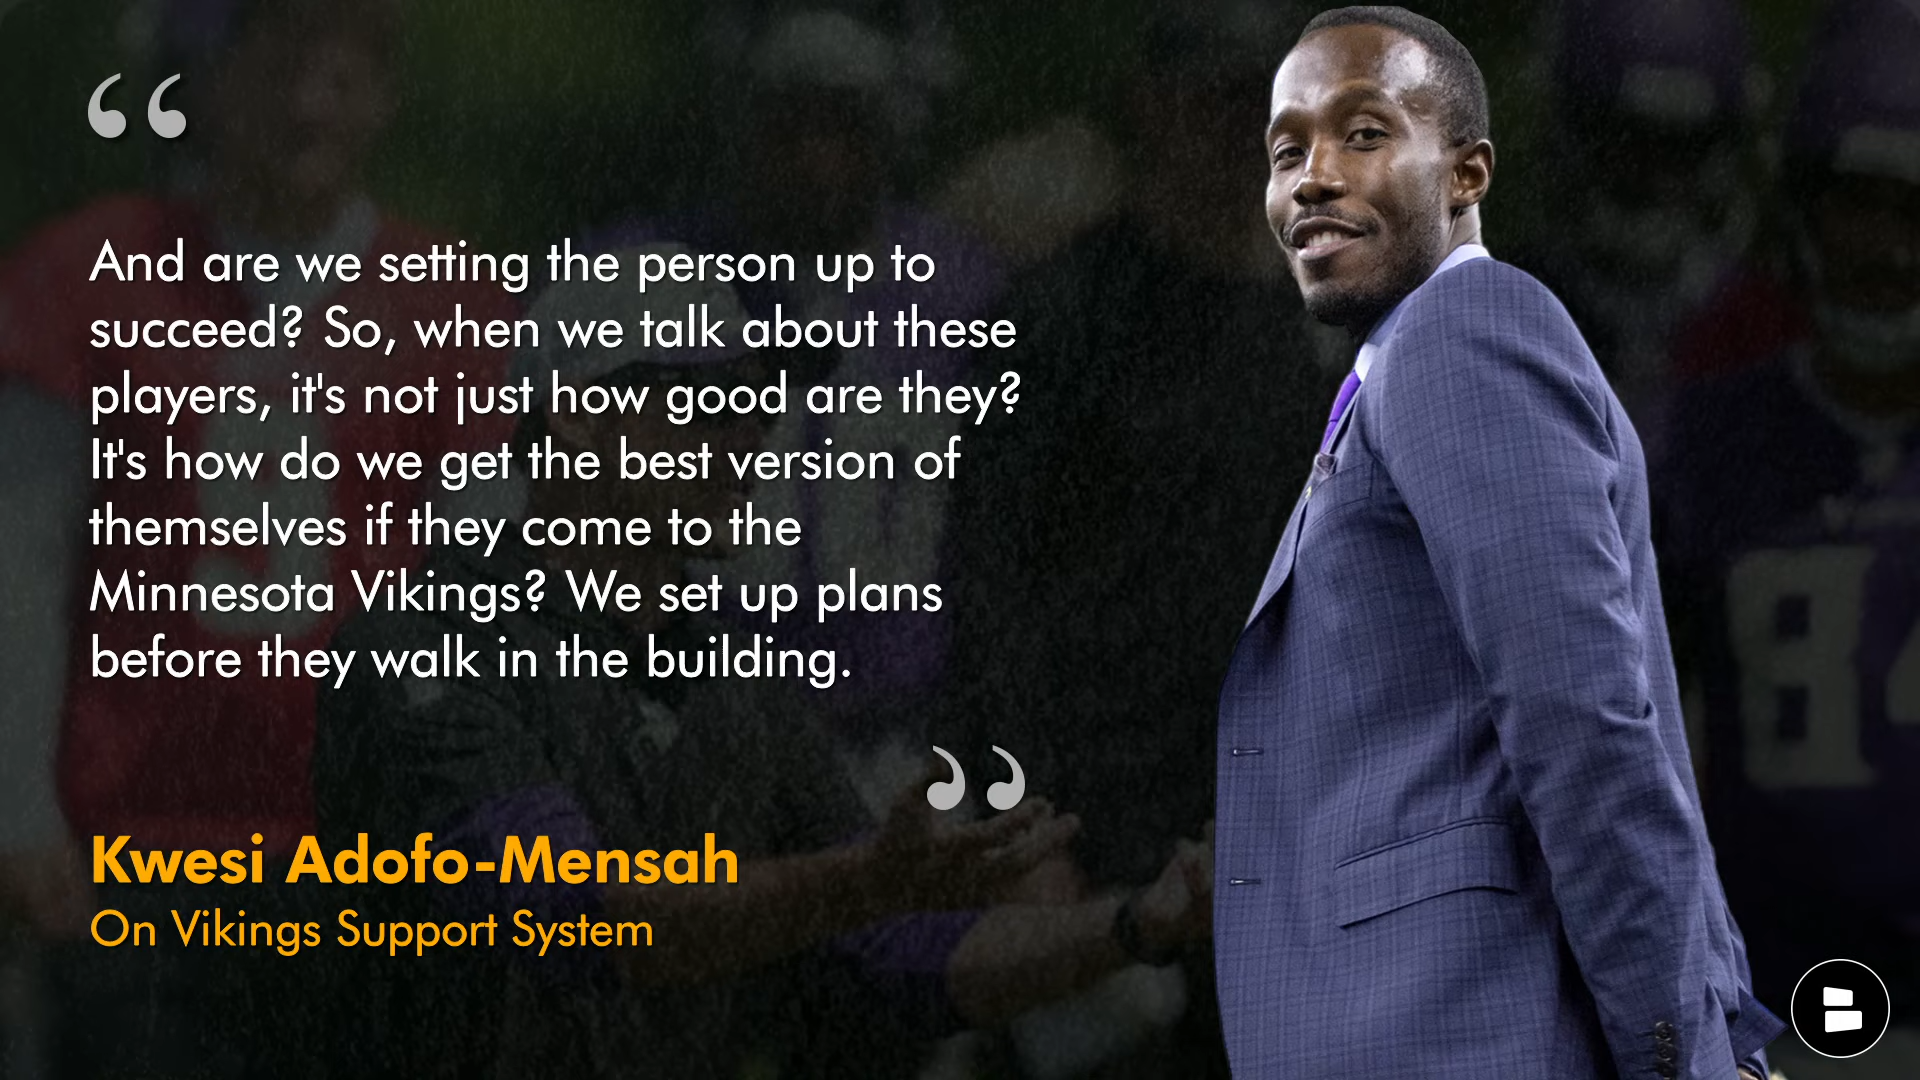 “
And are we setting the person up to
succeed? So, when we talk about these
players, it's not just how good are they?
It's how do we get the best version of
themselves if they come to the
Minnesota Vikings? We set up plans
before they walk in the building.
”
Kwesi Adofo-Mensah
On Vikings Support System
84